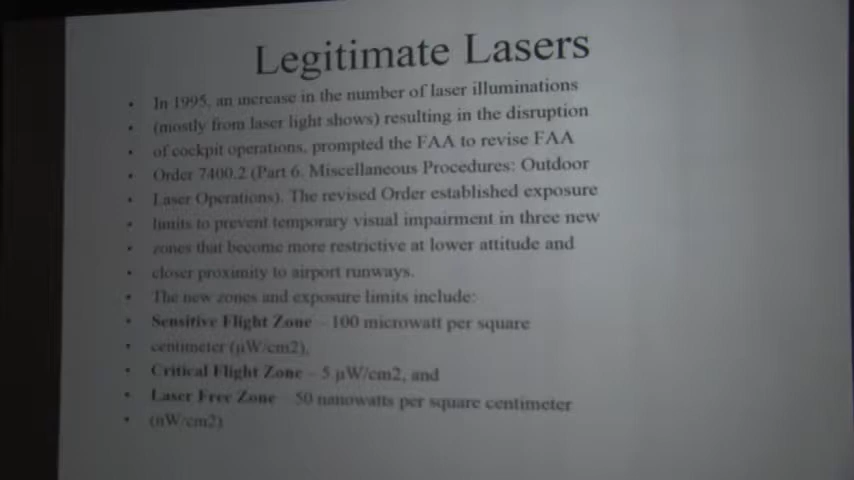 Legitimate Lasers
• In 1995, an increase in the number of laser illuminations
• (mostly from laser light shows) resulting in the disruption
• of cockpit operations, prompted the FAA to revise FAA
• Order 7400.2 (Part 6. Miscellaneous Procedures: Outdoor
• Laser Operations). The revised Order established exposure
• limits to prevent temporary visual impairment in three new
• zones that become more restrictive at lower attitude and
• closer proximity to airport runways.
• The new zones and exposure limits include:
• Sensitive Flight Zone – 100 microwatt per square
• centimeter (µW/cm2),
• Critical Flight Zone – 5 µW/cm2, and
• Laser Free Zone – 50 nanowatts per square centimeter
• (nW/cm2)